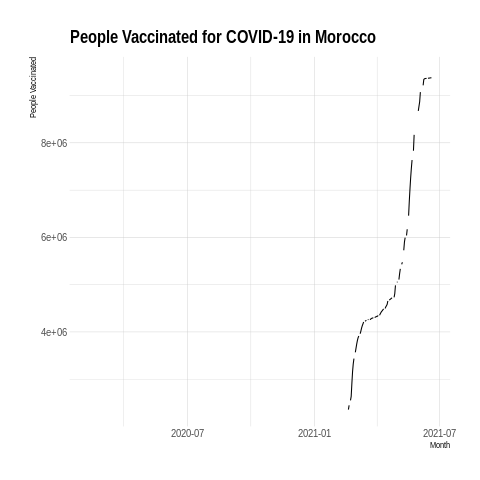 People Vaccinated for COVID-19 in Morocco
People Vaccinated
8e+06
6e+06
4e+06
2020-07
2021-01
2021-07
Month